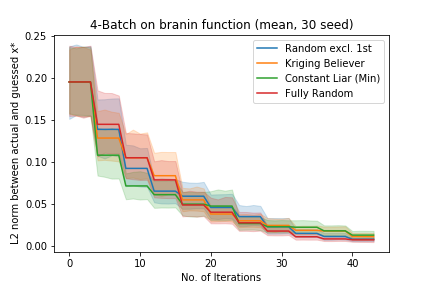 4-Batch on branin function (mean, 30 seed)
L2 norm between actual and guessed x*
0.25
0.20
0.15
0.10
0.05
0.00
Random excl. 1st
Kriging Believer
Constant Liar (Min)
Fully Random
0 10 20 30 40
No. of Iterations